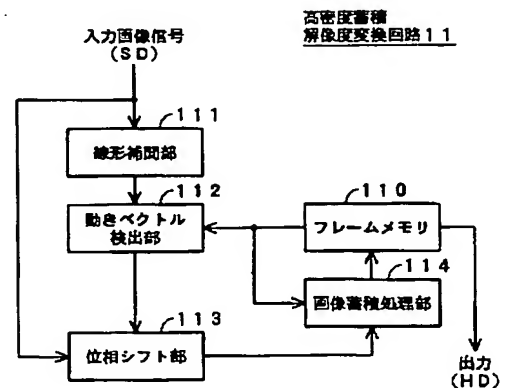 高密度蓄積
解像度変換回路11
入力画像信号
(SD)
111
線形補間部
112
動きベクトル
検出部
110
フレームメモリ
114
画像蓄積処理部
113
位相シフト部
出力
(HD)